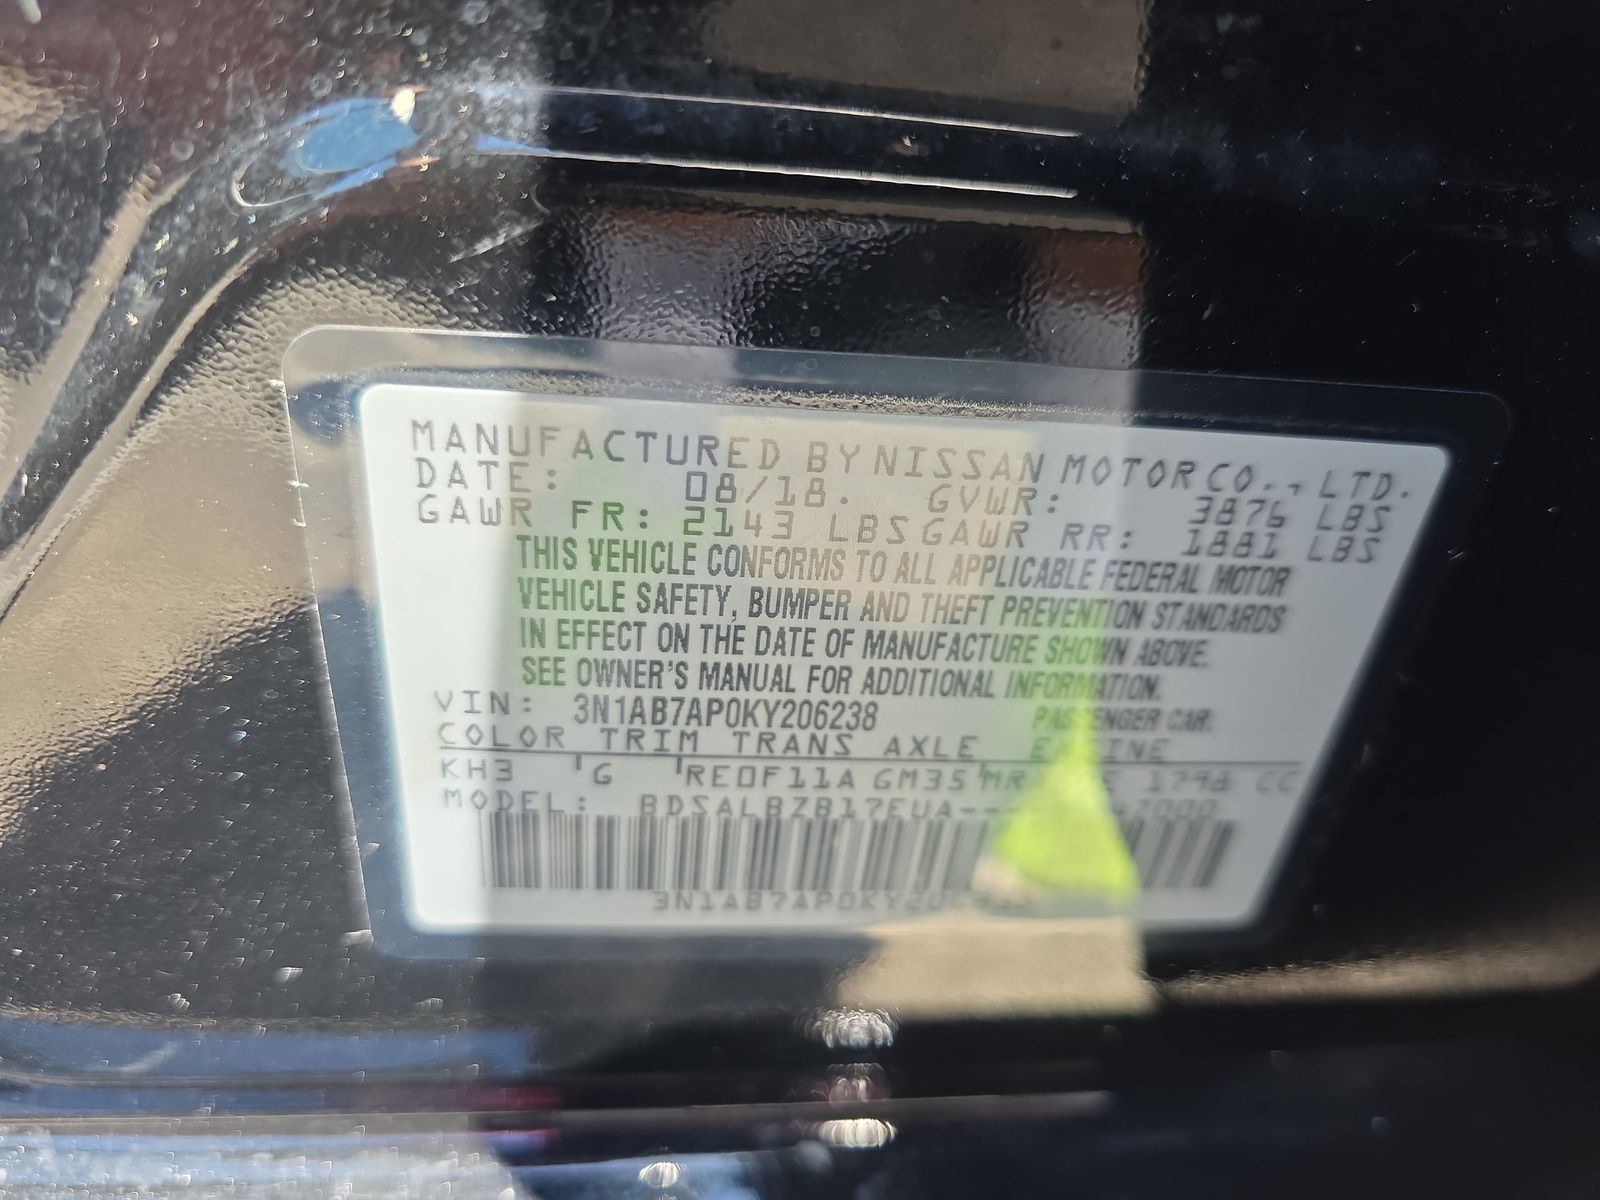 MANUFACTURED BY NISSAN MOTOR CO., LTD.
DATE: 08/18. GVWR: 3876 LBS
GAWR FR: 2143 LBS GAWR RR: 1881 LBS
THIS VEHICLE CONFORMS TO ALL APPLICABLE FEDERAL MOTOR
VEHICLE SAFETY, BUMPER AND THEFT PREVENTION STANDARDS
IN EFFECT ON THE DATE OF MANUFACTURE SHOWN ABOVE.
SEE OWNER'S MANUAL FOR ADDITIONAL INFORMATION.
VIN: 3N1AB7AP0KY206238 PASSENGER CAR.
COLOR TRIM TRANS AXLE ENGINE
KH3 G RE0F11A GM35 1798 CC
MODEL: